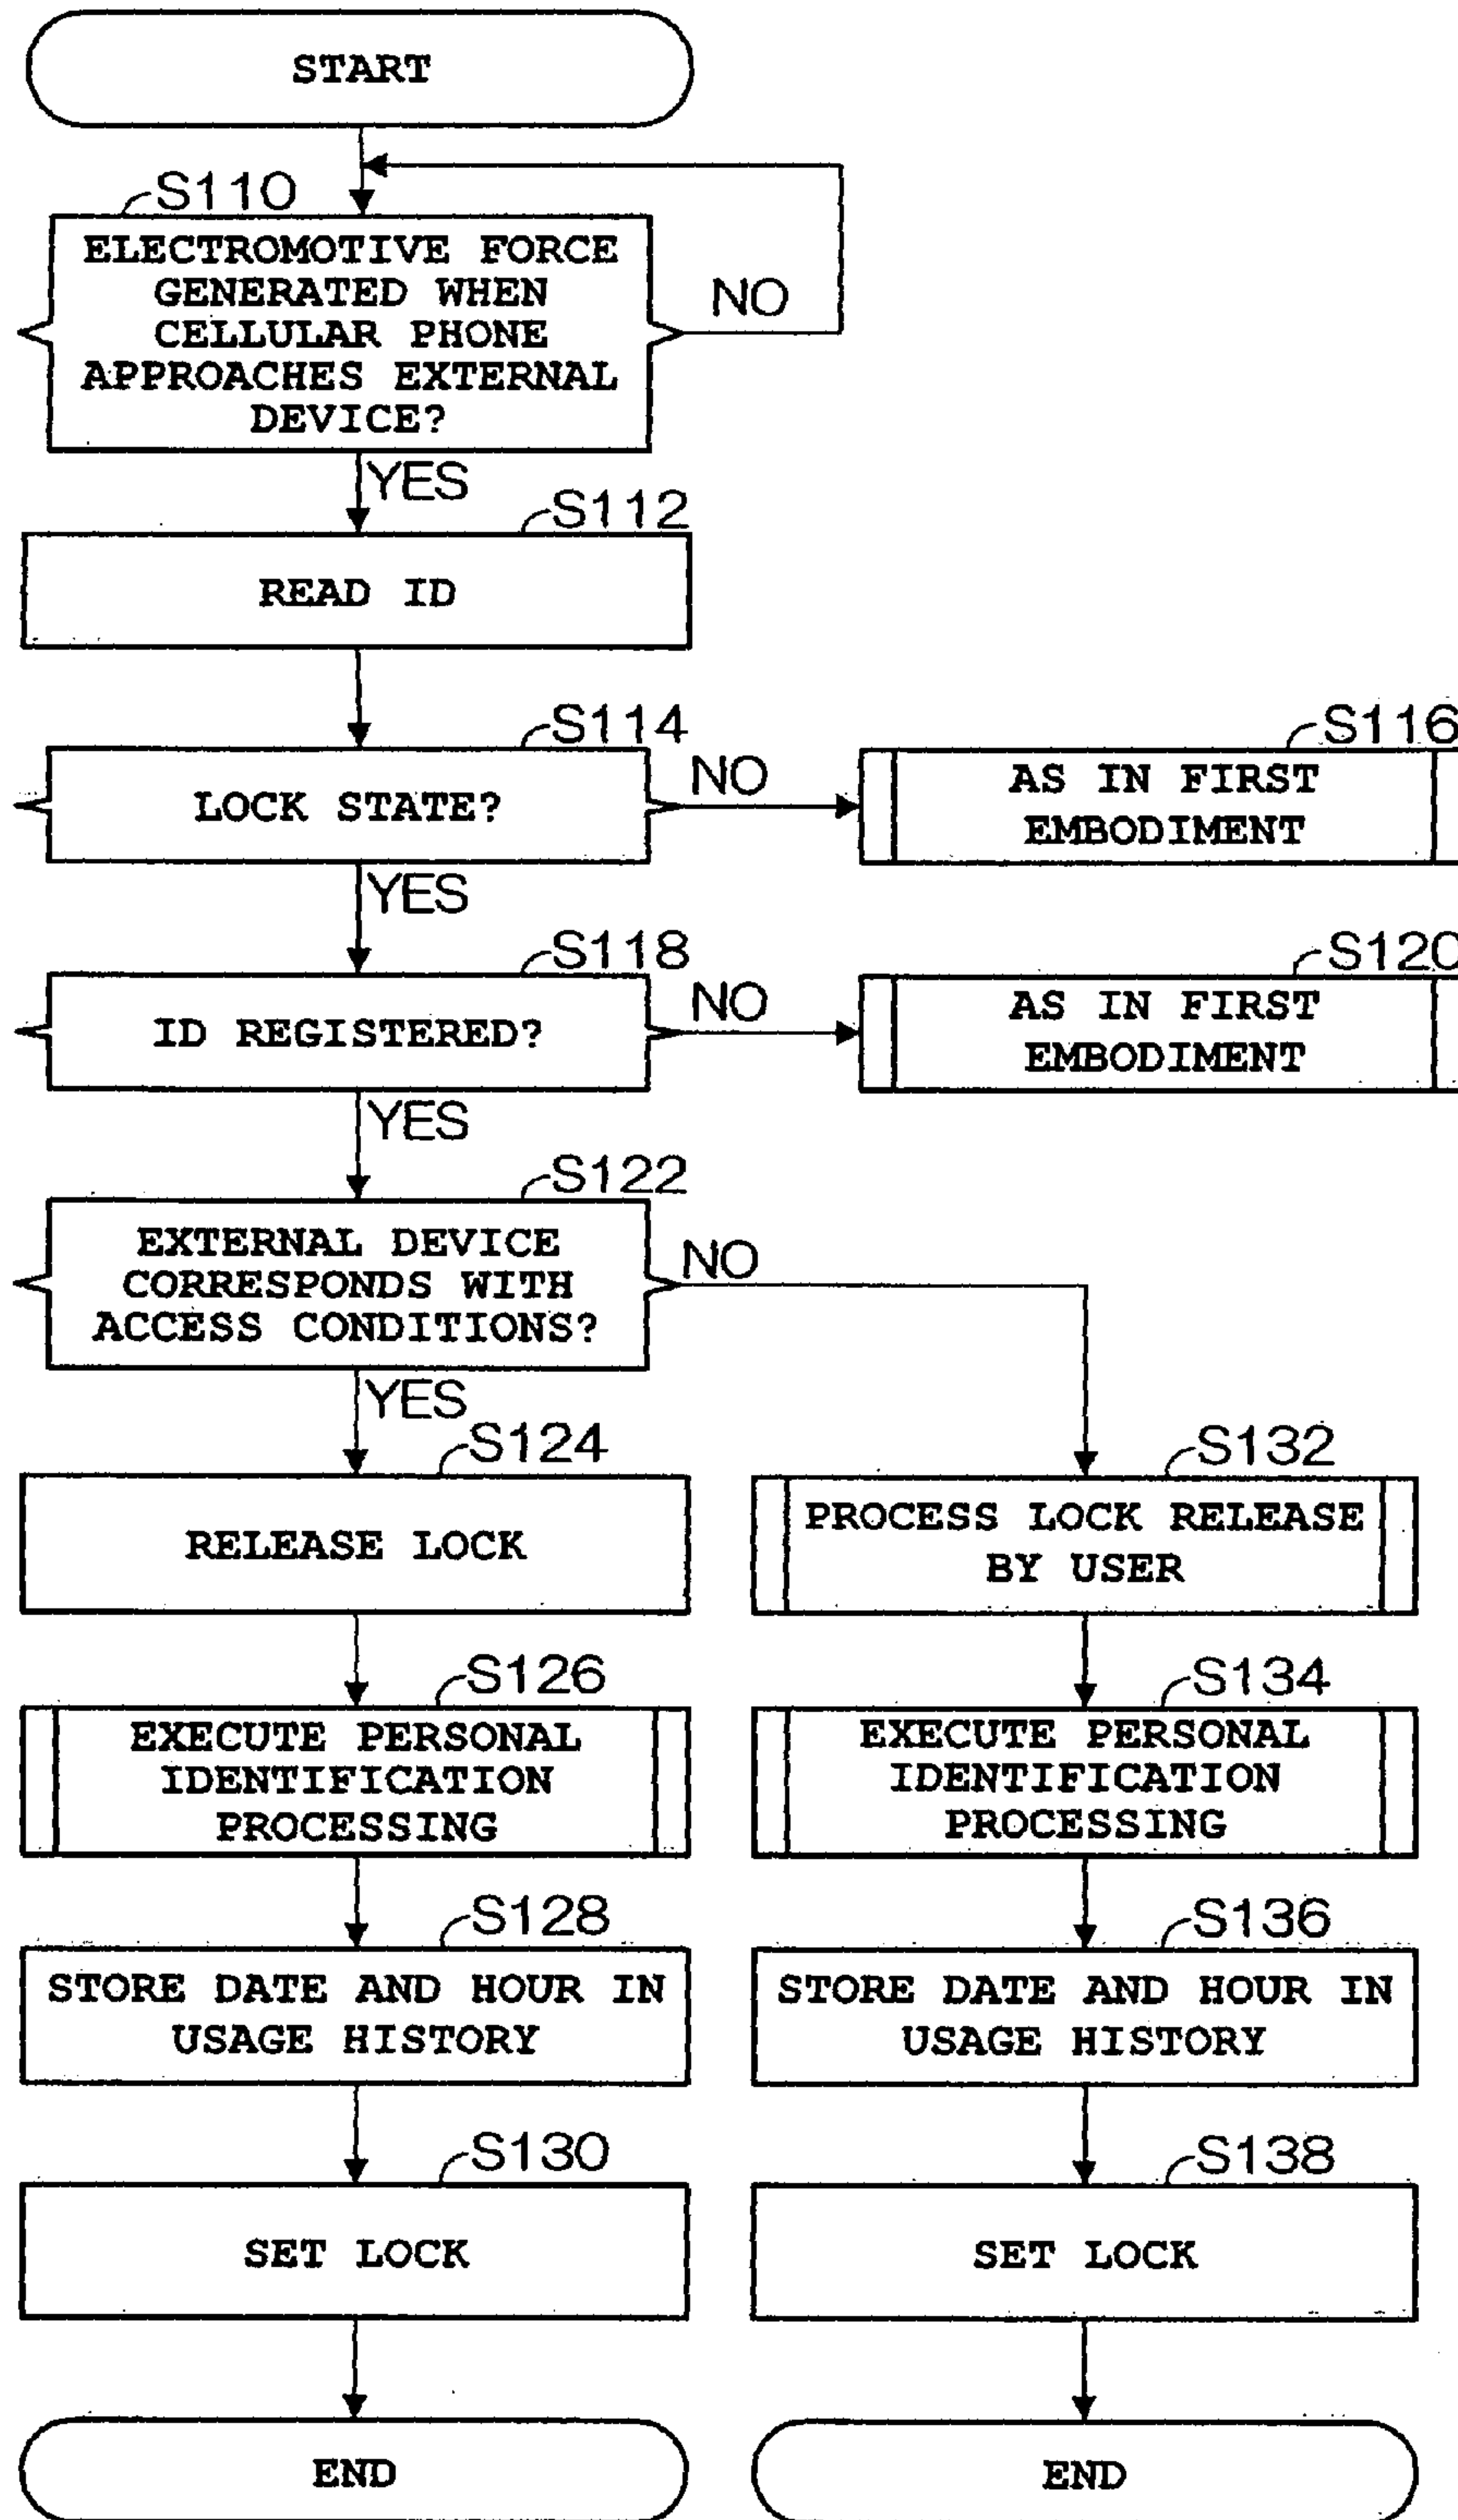 START
S110
ELECTROMOTIVE FORCE
GENERATED WHEN
CELLULAR PHONE
APPROACHES EXTERNAL
DEVICE?
NO
YES
S112
READ ID
S114
LOCK STATE?
NO
S116
AS IN FIRST
EMBODIMENT
YES
S118
ID REGISTERED?
NO
S120
AS IN FIRST
EMBODIMENT
YES
S122
EXTERNAL DEVICE
CORRESPONDS WITH
ACCESS CONDITIONS?
NO
YES
S124
RELEASE LOCK
S132
PROCESS LOCK RELEASE
BY USER
S126
EXECUTE PERSONAL
IDENTIFICATION
PROCESSING
S134
EXECUTE PERSONAL
IDENTIFICATION
PROCESSING
S128
STORE DATE AND HOUR IN
USAGE HISTORY
S136
STORE DATE AND HOUR IN
USAGE HISTORY
S130
SET LOCK
S138
SET LOCK
END
END